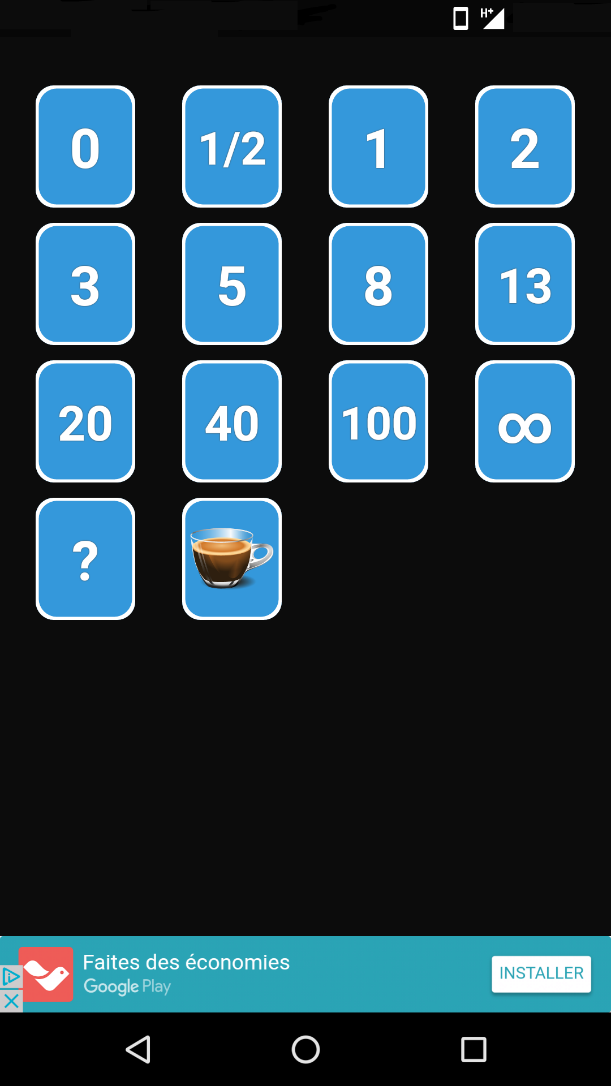 H+
0 1/2 1 2
3 5 8 13
20 40 100 ∞
?
Faites des économies
Google Play
INSTALLER